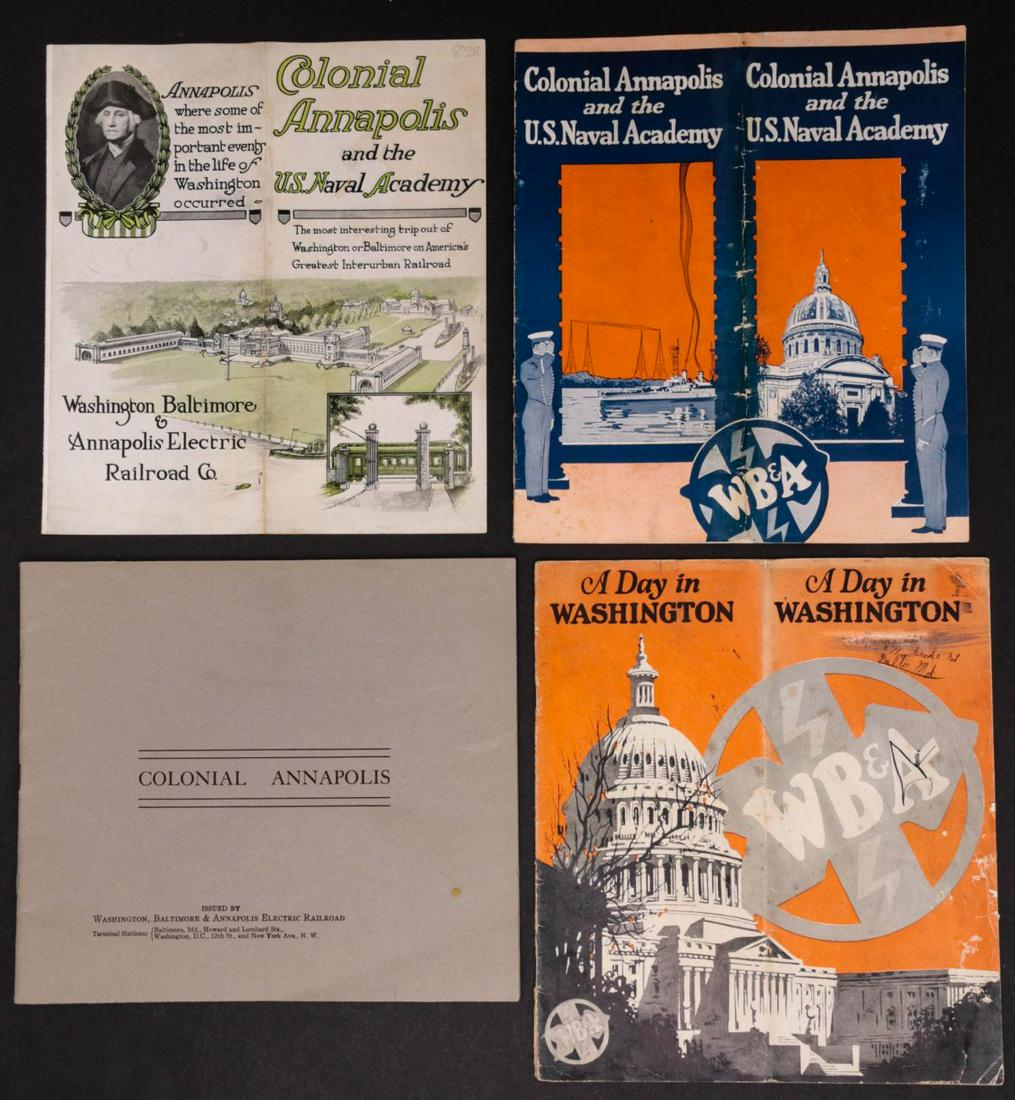 800
ANNAPOLIS
where some of
the most im-
portant events
in the life of
Washington
occurred -
Colonial
Annapolis
and the
U.S. Naval Academy
The most interesting trip out of
Washington or Baltimore on America's
Greatest Interurban Railroad
Washington Baltimore
&
Annapolis Electric
Railroad Co.
Colonial Annapolis
and the
U.S. Naval Academy
Colonial Annapolis
and the
U.S. Naval Academy
WB&A
COLONIAL ANNAPOLIS
ISSUED BY
WASHINGTON, BALTIMORE & ANNAPOLIS ELECTRIC RAILROAD
Terminal Stations: {Baltimore, Md., Howard and Lombard Sts.,
Washington, D.C., 12th St., and New York Ave., N. W.
A Day in
WASHINGTON
A Day in
WASHINGTON
Balto. Md
WB&A
WB&A